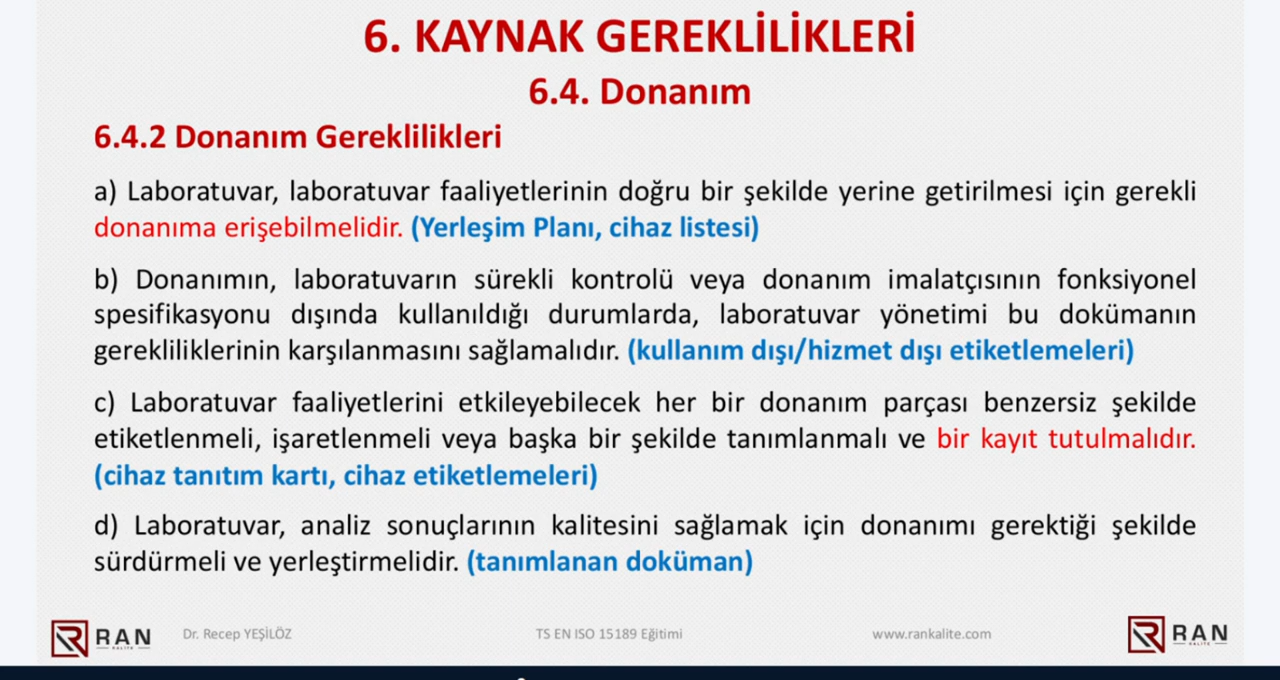 6. KAYNAK GEREKLİLİKLERİ
6.4. Donanım
6.4.2 Donanım Gereklilikleri
a) Laboratuvar, laboratuvar faaliyetlerinin doğru bir şekilde yerine getirilmesi için gerekli
donanıma erişebilmelidir. (Yerleşim Planı, cihaz listesi)
b) Donanımın, laboratuvarın sürekli kontrolü veya donanım imalatçısının fonksiyonel
spesifikasyonu dışında kullanıldığı durumlarda, laboratuvar yönetimi bu dokümanın
gerekliliklerinin karşılanmasını sağlamalıdır. (kullanım dışı/hizmet dışı etiketlemeleri)
c) Laboratuvar faaliyetlerini etkileyebilecek her bir donanım parçası benzersiz şekilde
etiketlenmeli, işaretlenmeli veya başka bir şekilde tanımlanmalı ve bir kayıt tutulmalıdır.
(cihaz tanıtım kartı, cihaz etiketlemeleri)
d) Laboratuvar, analiz sonuçlarının kalitesini sağlamak için donanımı gerektiği şekilde
sürdürmeli ve yerleştirmelidir. (tanımlanan doküman)
RAN
KALİTE
Dr. Recep YEŞİLÖZ
TS EN ISO 15189 Eğitimi
www.rankalite.com
RAN
KALİTE